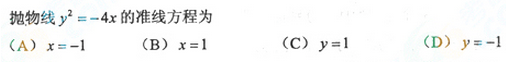 抛物线 y² = -4x 的准线方程为
(A) x = -1 (B) x = 1 (C) y = 1 (D) y = -1